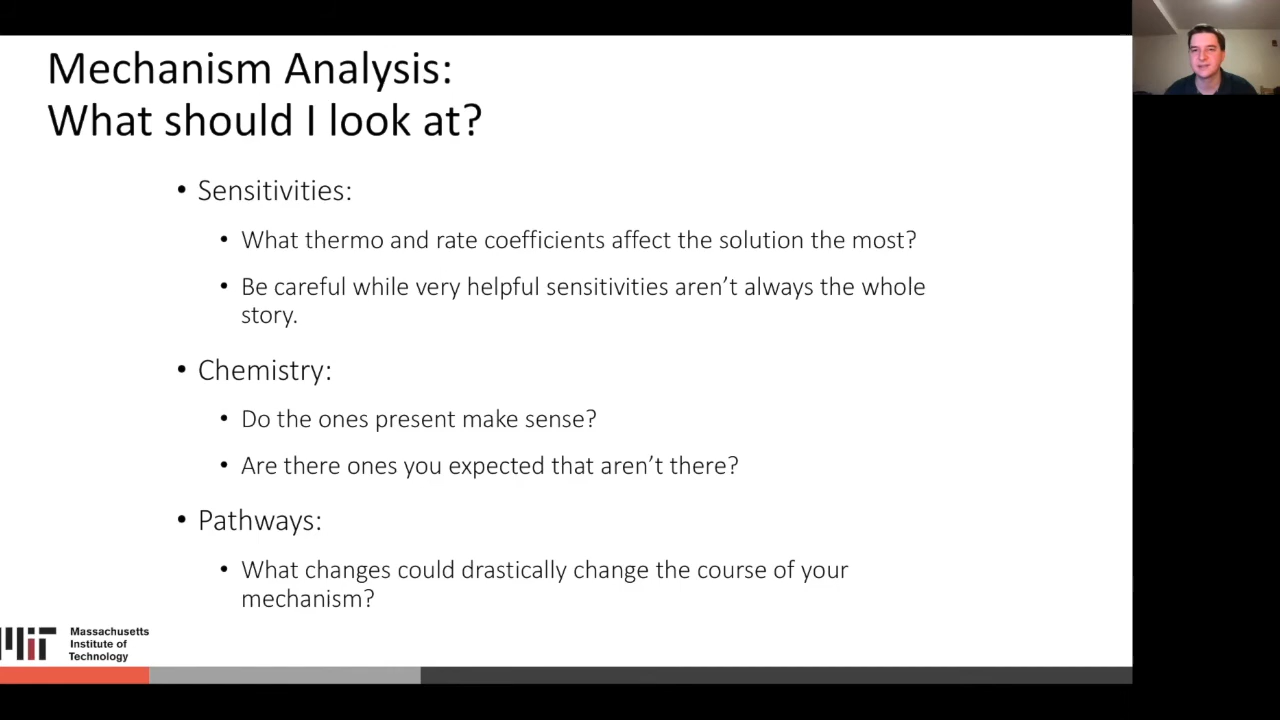 Mechanism Analysis:
What should I look at?
• Sensitivities:
• What thermo and rate coefficients affect the solution the most?
• Be careful while very helpful sensitivities aren’t always the whole
story.
• Chemistry:
• Do the ones present make sense?
• Are there ones you expected that aren’t there?
• Pathways:
• What changes could drastically change the course of your
mechanism?
MIT
Massachusetts
Institute of
Technology